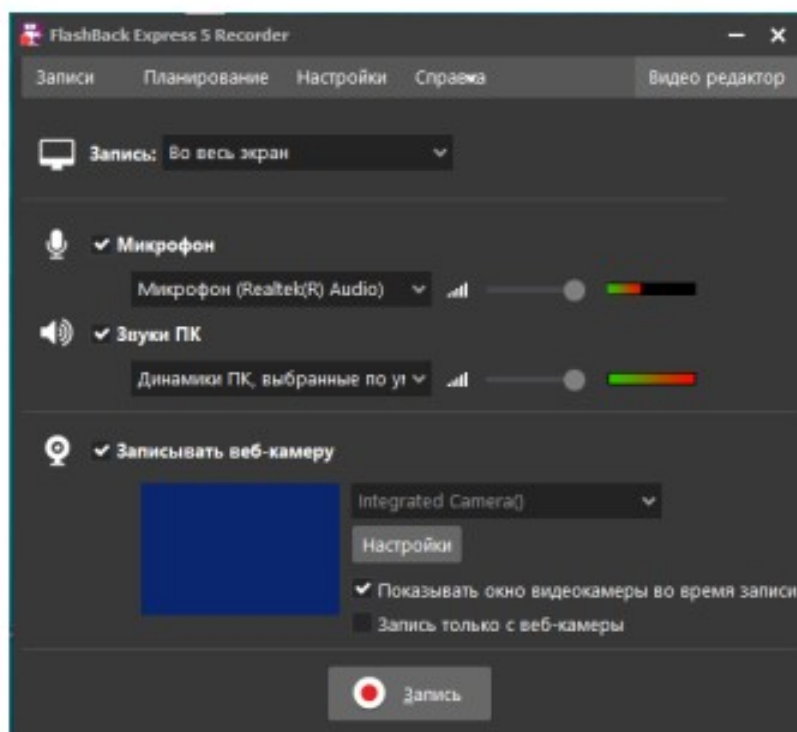 FlashBack Express 5 Recorder
Записи Планирование Настройки Справка Видео редактор
Запись: Во весь экран
Микрофон
Микрофон (Realtek(R) Audio)
Звуки ПК
Динамики ПК, выбранные по ум
Записывать веб-камеру
Integrated Camera()
Настройки
Показывать окно видеокамеры во время записи
Запись только с веб-камеры
Запись